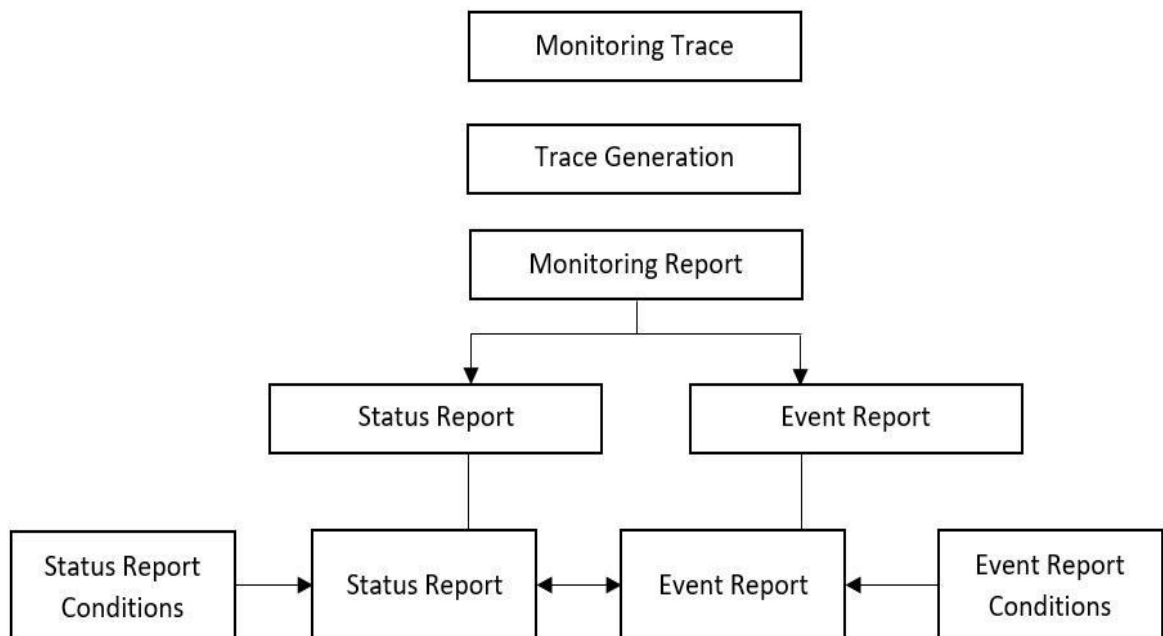 Monitoring Trace
Trace Generation
Monitoring Report
Status Report
Event Report
Status Report
Conditions
Status Report
Event Report
Event Report
Conditions